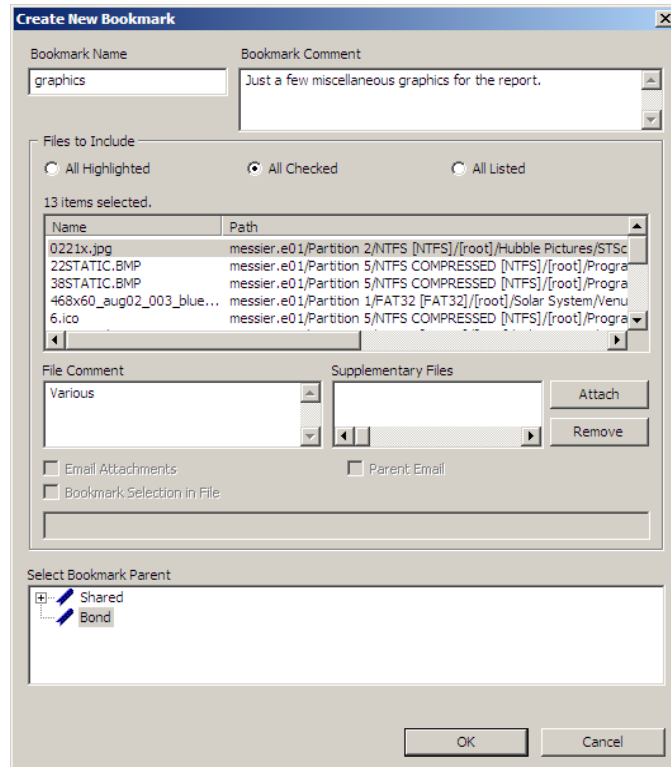 Create New Bookmark
Bookmark Name
Bookmark Comment
graphics
Just a few miscellaneous graphics for the report.
Files to Include
All Highlighted
All Checked
All Listed
13 items selected.
Name Path
0221x.jpg messier.e01/Partition 2/NTFS [NTFS]/[root]/Hubble Pictures/STSc
22STATIC.BMP messier.e01/Partition 5/NTFS COMPRESSED [NTFS]/[root]/Progra
38STATIC.BMP messier.e01/Partition 5/NTFS COMPRESSED [NTFS]/[root]/Progra
468x60_aug02_003_blue... messier.e01/Partition 1/FAT32 [FAT32]/[root]/Solar System/Venu
6.ico messier.e01/Partition 5/NTFS COMPRESSED [NTFS]/[root]/Progra
File Comment
Supplementary Files
Various
Attach
Remove
Email Attachments
Parent Email
Bookmark Selection in File
Select Bookmark Parent
Shared
Bond
OK
Cancel